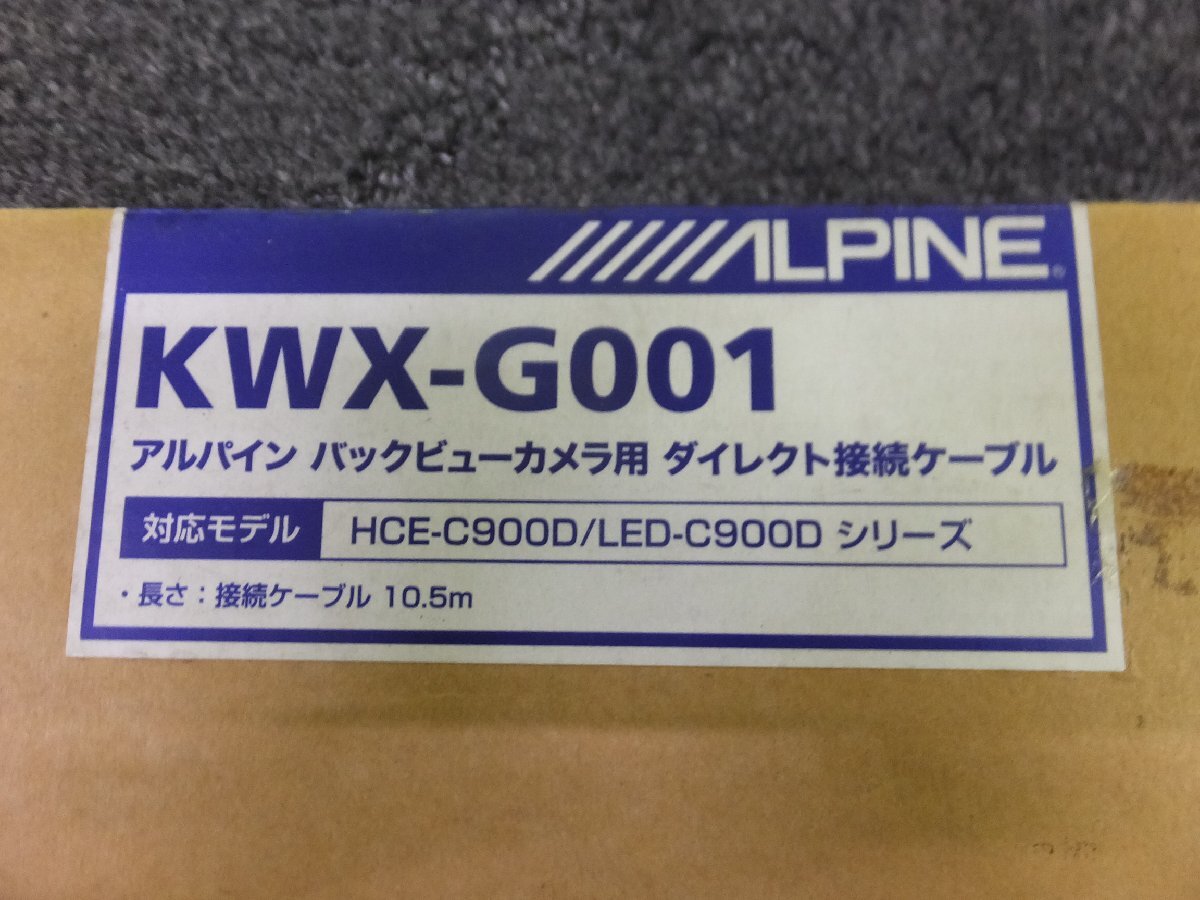 ALPINE
KWX-G001
アルパイン バックビューカメラ用 ダイレクト接続ケーブル
対応モデル HCE-C900D/LED-C900D シリーズ
・長さ：接続ケーブル 10.5m